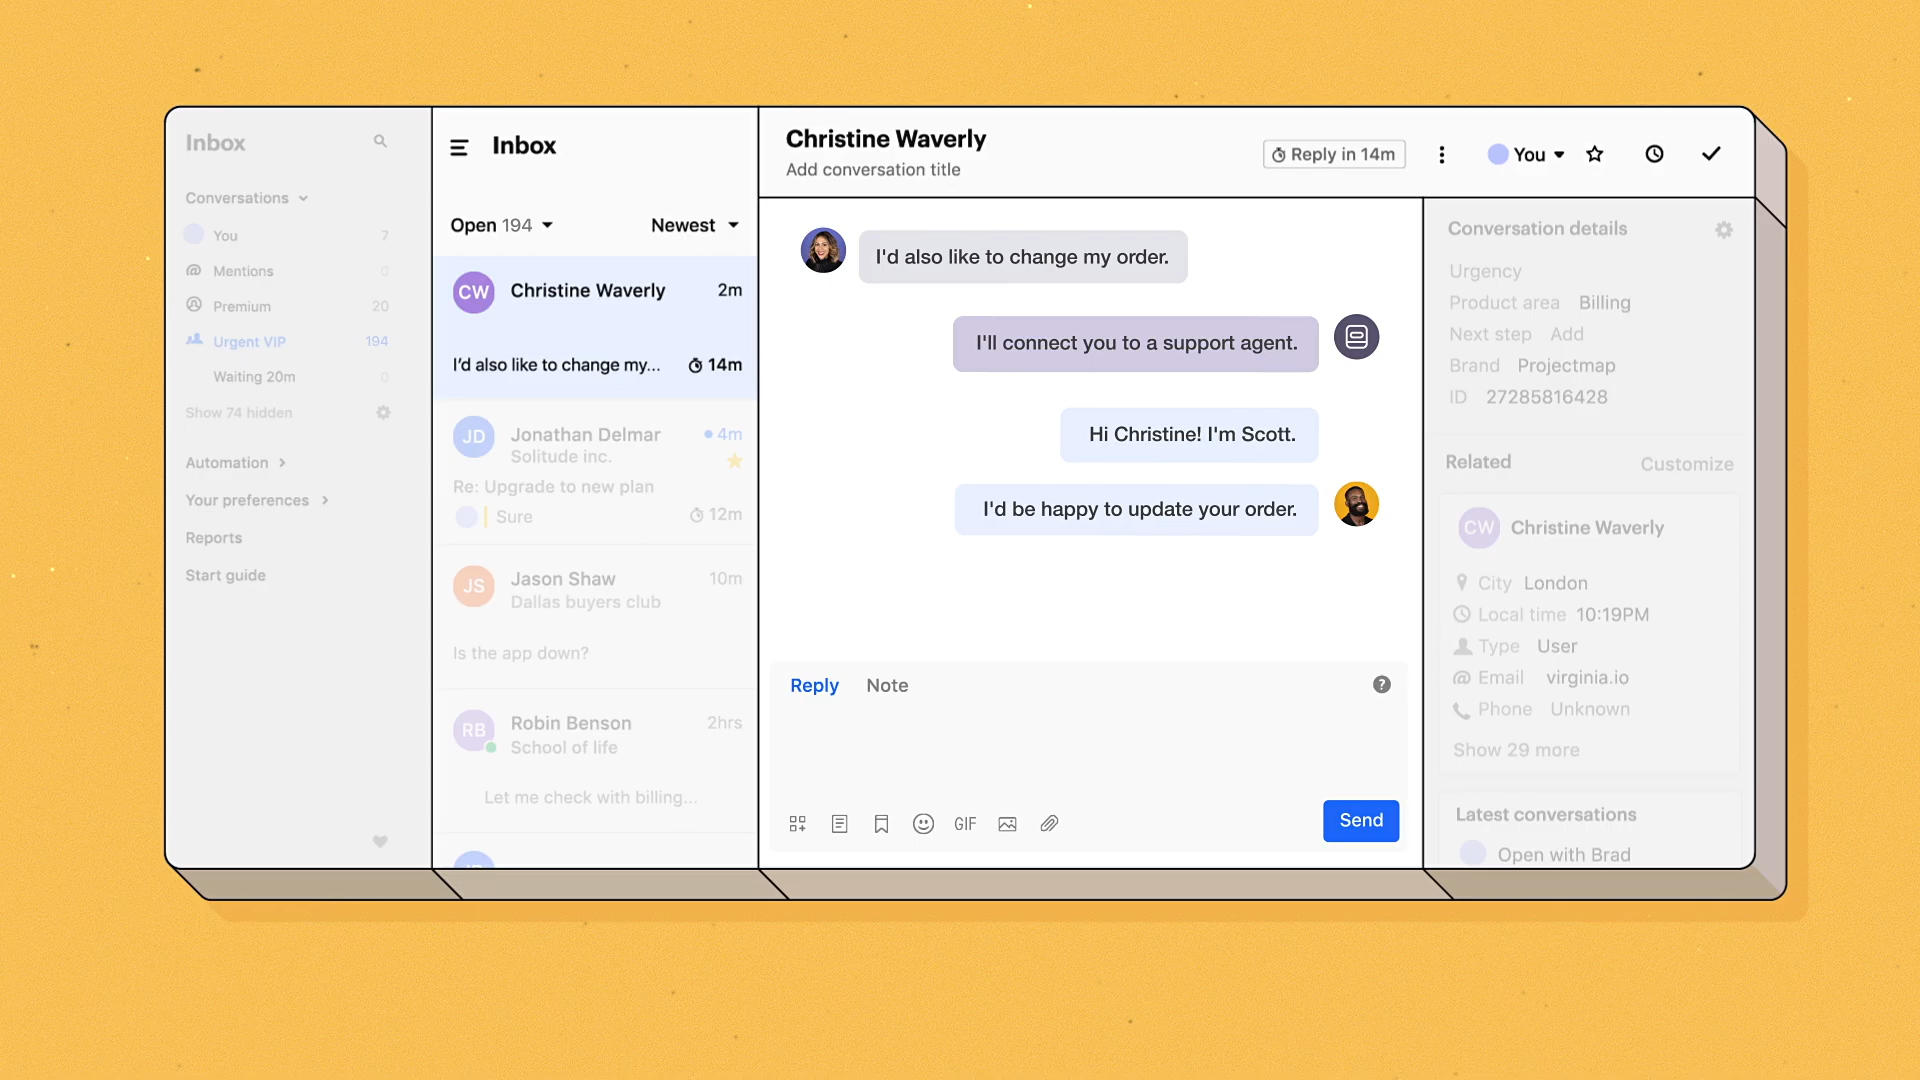 Inbox
Conversations
You 7
Mentions 0
Premium 20
Urgent VIP 194
Waiting 20m 0
Show 74 hidden
Automation
Your preferences
Reports
Start guide
Inbox
Open 194 Newest
CW Christine Waverly 2m
I'd also like to change my... 14m
JD Jonathan Delmar 4m
Solitude inc.
Re: Upgrade to new plan
Sure 12m
JS Jason Shaw 10m
Dallas buyers club
Is the app down?
RB Robin Benson 2hrs
School of life
Let me check with billing...
Christine Waverly
Add conversation title
Reply in 14m You
I'd also like to change my order.
I'll connect you to a support agent.
Hi Christine! I'm Scott.
I'd be happy to update your order.
Reply Note ?
GIF
Send
Conversation details
Urgency
Product area Billing
Next step Add
Brand Projectmap
ID 27285816428
Related Customize
CW Christine Waverly
City London
Local time 10:19PM
Type User
Email virginia.io
Phone Unknown
Show 29 more
Latest conversations
Open with Brad